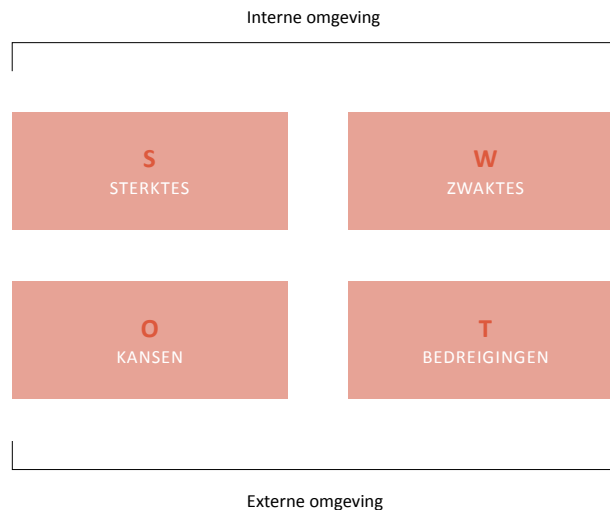 Interne omgeving
S
STERKTES
W
ZWAKTES
O
KANSEN
T
BEDREIGINGEN
Externe omgeving